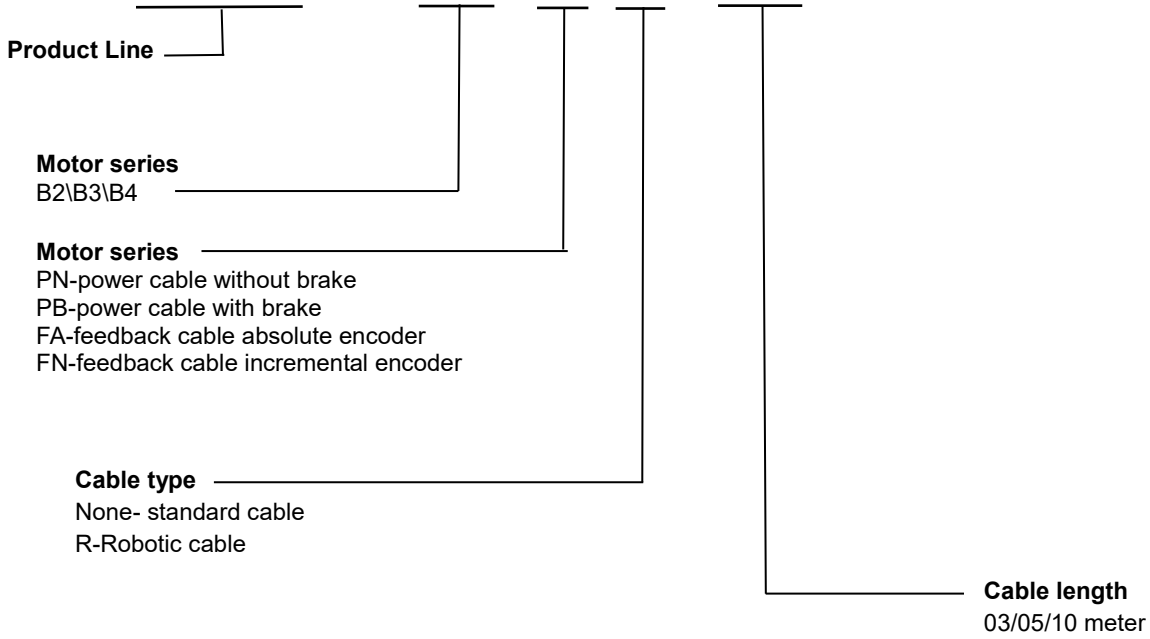 Product Line
Motor series
B2\B3\B4
Motor series
PN-power cable without brake
PB-power cable with brake
FA-feedback cable absolute encoder
FN-feedback cable incremental encoder
Cable type
None- standard cable
R-Robotic cable
Cable length
03/05/10 meter